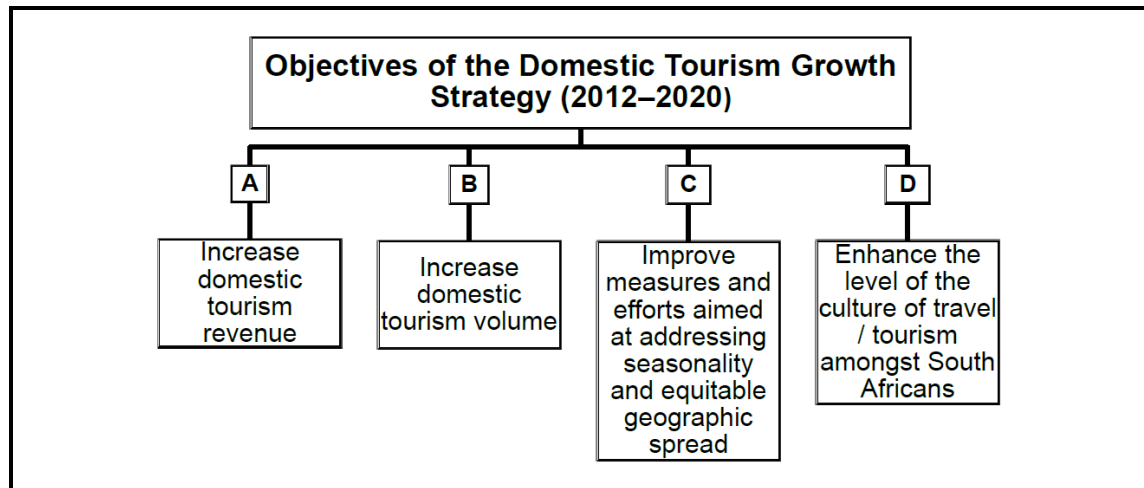 Objectives of the Domestic Tourism Growth
Strategy (2012–2020)
A
B
C
D
Increase
domestic
tourism
revenue
Increase
domestic
tourism volume
Improve
measures and
efforts aimed
at addressing
seasonality
and equitable
geographic
spread
Enhance the
level of the
culture of travel
/ tourism
amongst South
Africans